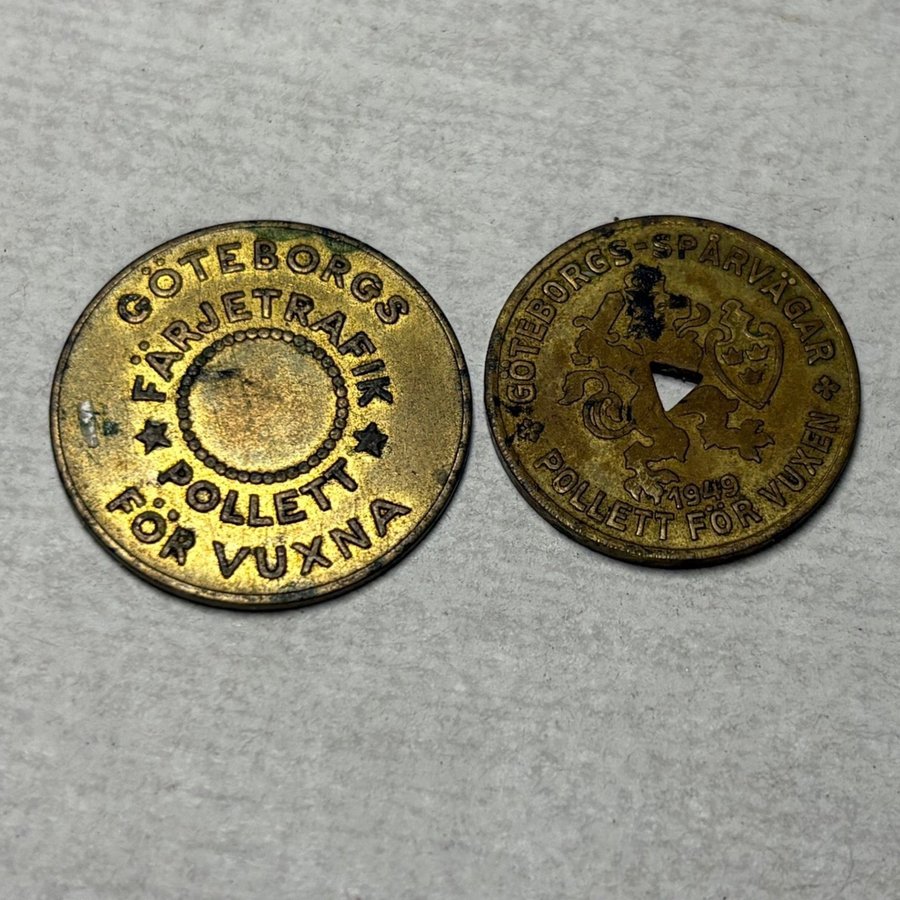 GÖTEBORGS
FÄRJETRAFIK
POLLETT
FÖR VUXNA
GÖTEBORGS-SPÅRVÄGAR
1949
POLLETT FÖR VUXEN